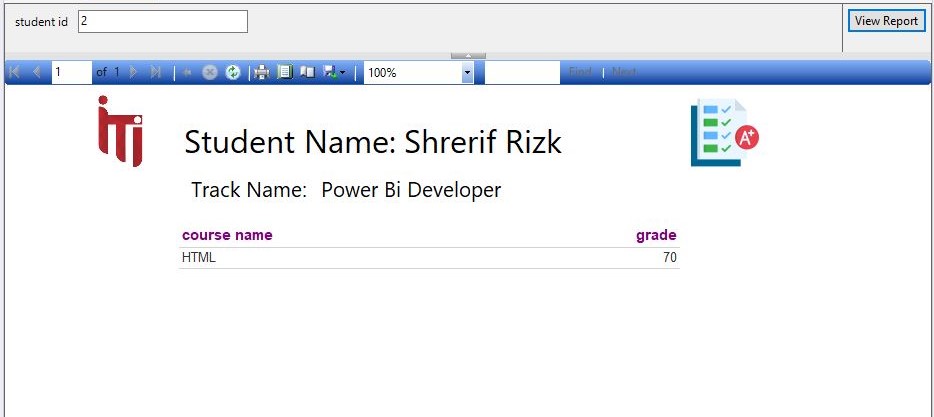 student id 2 View Report
1 of 1 100% Find | Next
iTi
Student Name: Shrerif Rizk
A+
Track Name: Power Bi Developer
course name grade
HTML 70